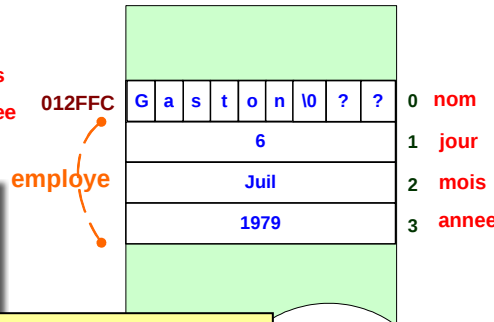 012FFC G a s t o n \0 ? ? 0 nom
6 1 jour
employe Juil 2 mois
1979 3 annee